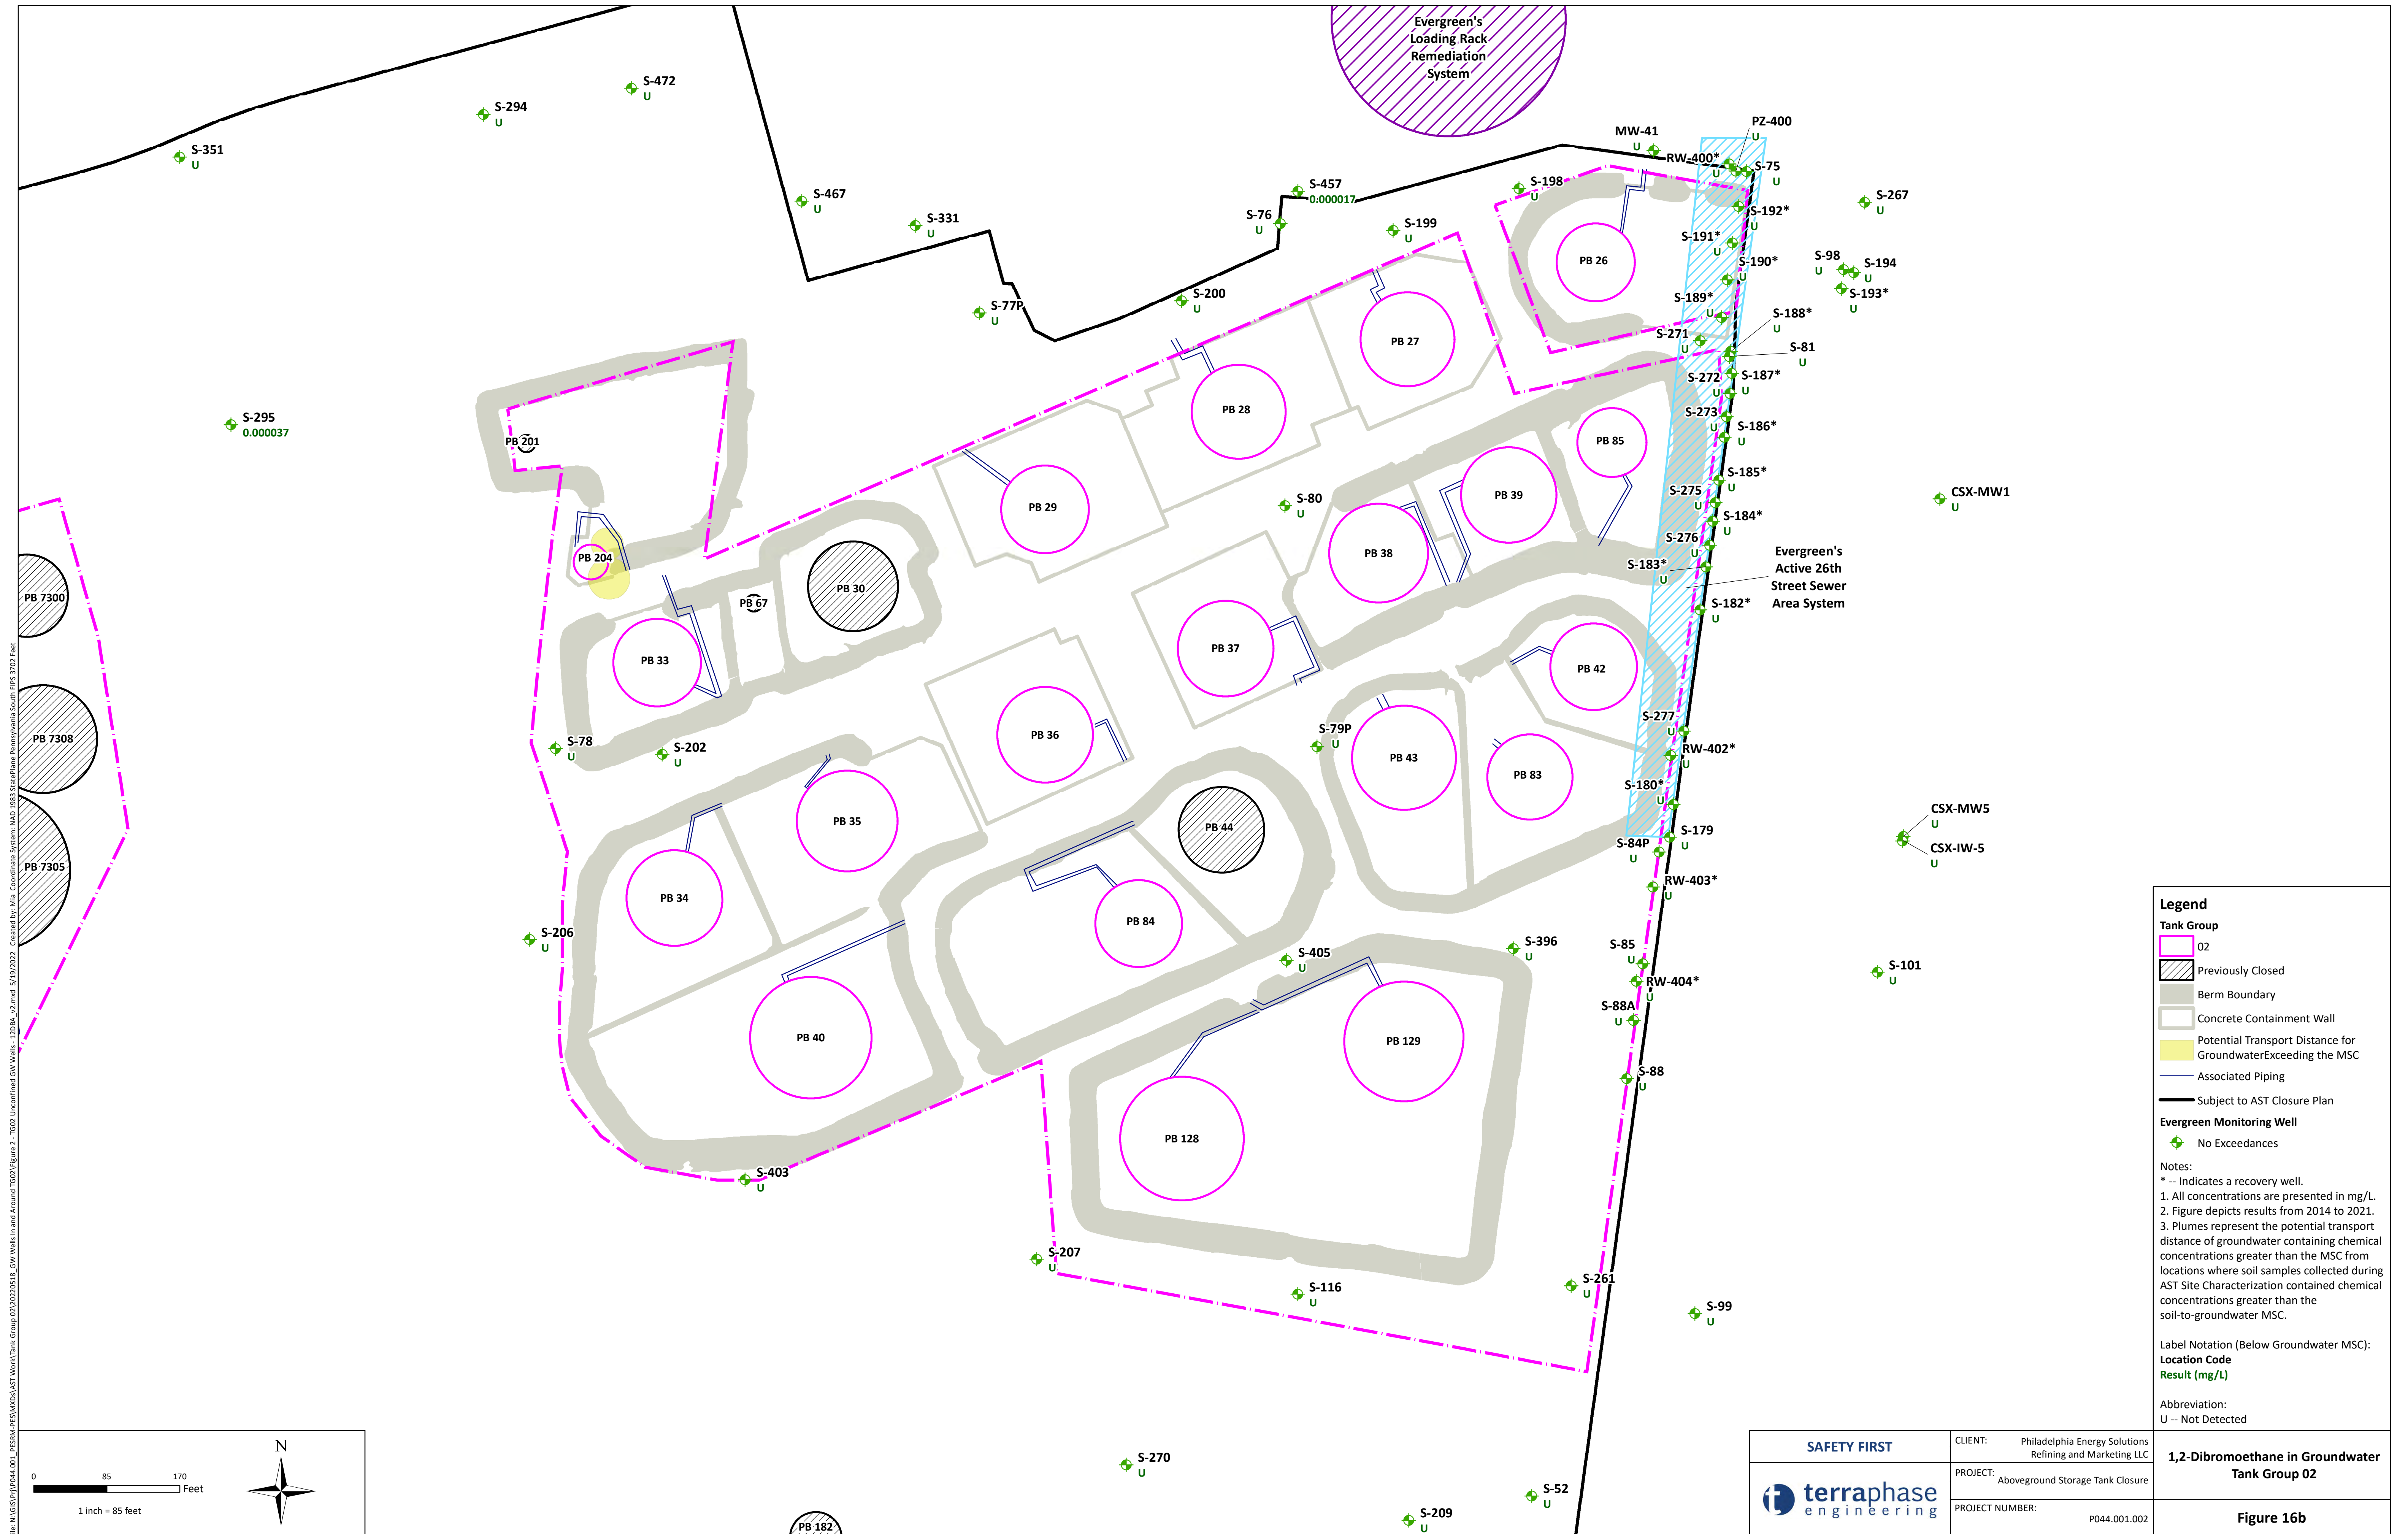 Evergreen's
Loading Rack
Remediation
System
S-472
U
S-294
U
S-351
U
PZ-400
U
MW-41
U
RW-400*
U
S-75
U
S-467
U
S-331
U
S-457
0.000017
S-76
U
S-199
U
S-198
U
S-267
U
S-192*
U
S-191*
U
S-190*
U
S-98
U
S-194
U
S-193*
U
PB 26
S-77P
U
S-200
U
S-189*
U
S-188*
U
S-271
U
S-81
U
PB 27
S-272
U
S-187*
U
PB 28
S-273
U
S-186*
U
S-295
0.000037
PB 201
PB 85
S-185*
U
S-275
U
CSX-MW1
U
PB 29
S-80
U
PB 39
S-184*
U
S-276
U
PB 38
PB 204
S-183*
U
Evergreen's
Active 26th
Street Sewer
Area System
PB 7300
PB 30
PB 67
S-182*
U
PB 33
PB 37
PB 42
PB 7308
S-78
U
S-202
U
PB 36
S-79P
U
PB 43
S-277
U
RW-402*
U
PB 83
S-180*
U
PB 35
PB 44
S-179
U
S-84P
U
CSX-MW5
U
CSX-IW-5
U
PB 7305
PB 34
RW-403*
U
PB 84
S-206
U
S-405
U
S-396
U
S-85
U
RW-404*
U
S-88A
U
S-101
U
PB 40
PB 129
S-88
U
PB 128
S-403
U
S-207
U
S-116
U
S-261
U
S-99
U
S-270
U
S-52
U
S-209
U
PB 182
Legend
Tank Group
02
Previously Closed
Berm Boundary
Concrete Containment Wall
Potential Transport Distance for
GroundwaterExceeding the MSC
Associated Piping
Subject to AST Closure Plan
Evergreen Monitoring Well
No Exceedances
Notes:
* -- Indicates a recovery well.
1. All concentrations are presented in mg/L.
2. Figure depicts results from 2014 to 2021.
3. Plumes represent the potential transport
distance of groundwater containing chemical
concentrations greater than the MSC from
locations where soil samples collected during
AST Site Characterization contained chemical
concentrations greater than the
soil-to-groundwater MSC.
Label Notation (Below Groundwater MSC):
Location Code
Result (mg/L)
Abbreviation:
U -- Not Detected
N
0 85 170
Feet
1 inch = 85 feet
SAFETY FIRST
terraphase
engineering
CLIENT: Philadelphia Energy Solutions
Refining and Marketing LLC
PROJECT: Aboveground Storage Tank Closure
PROJECT NUMBER:
P044.001.002
1,2-Dibromoethane in Groundwater
Tank Group 02
Figure 16b